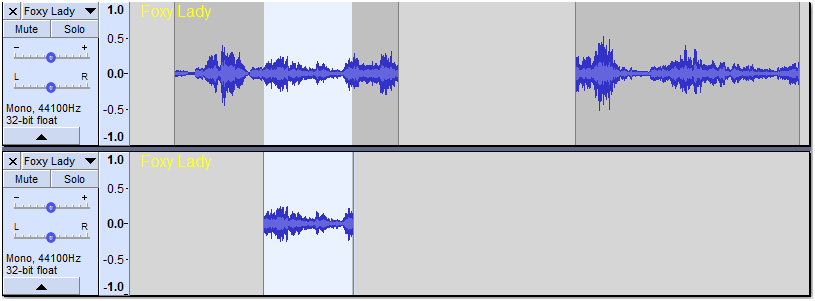 Foxy Lady
Mute Solo
- +
L R
Mono, 44100Hz
32-bit float
1.0
0.5
0.0-
-0.5
-1.0
Foxy Lady
Foxy Lady
Mute Solo
- +
L R
Mono, 44100Hz
32-bit float
1.0
0.5
0.0-
-0.5
-1.0
Foxy Lady